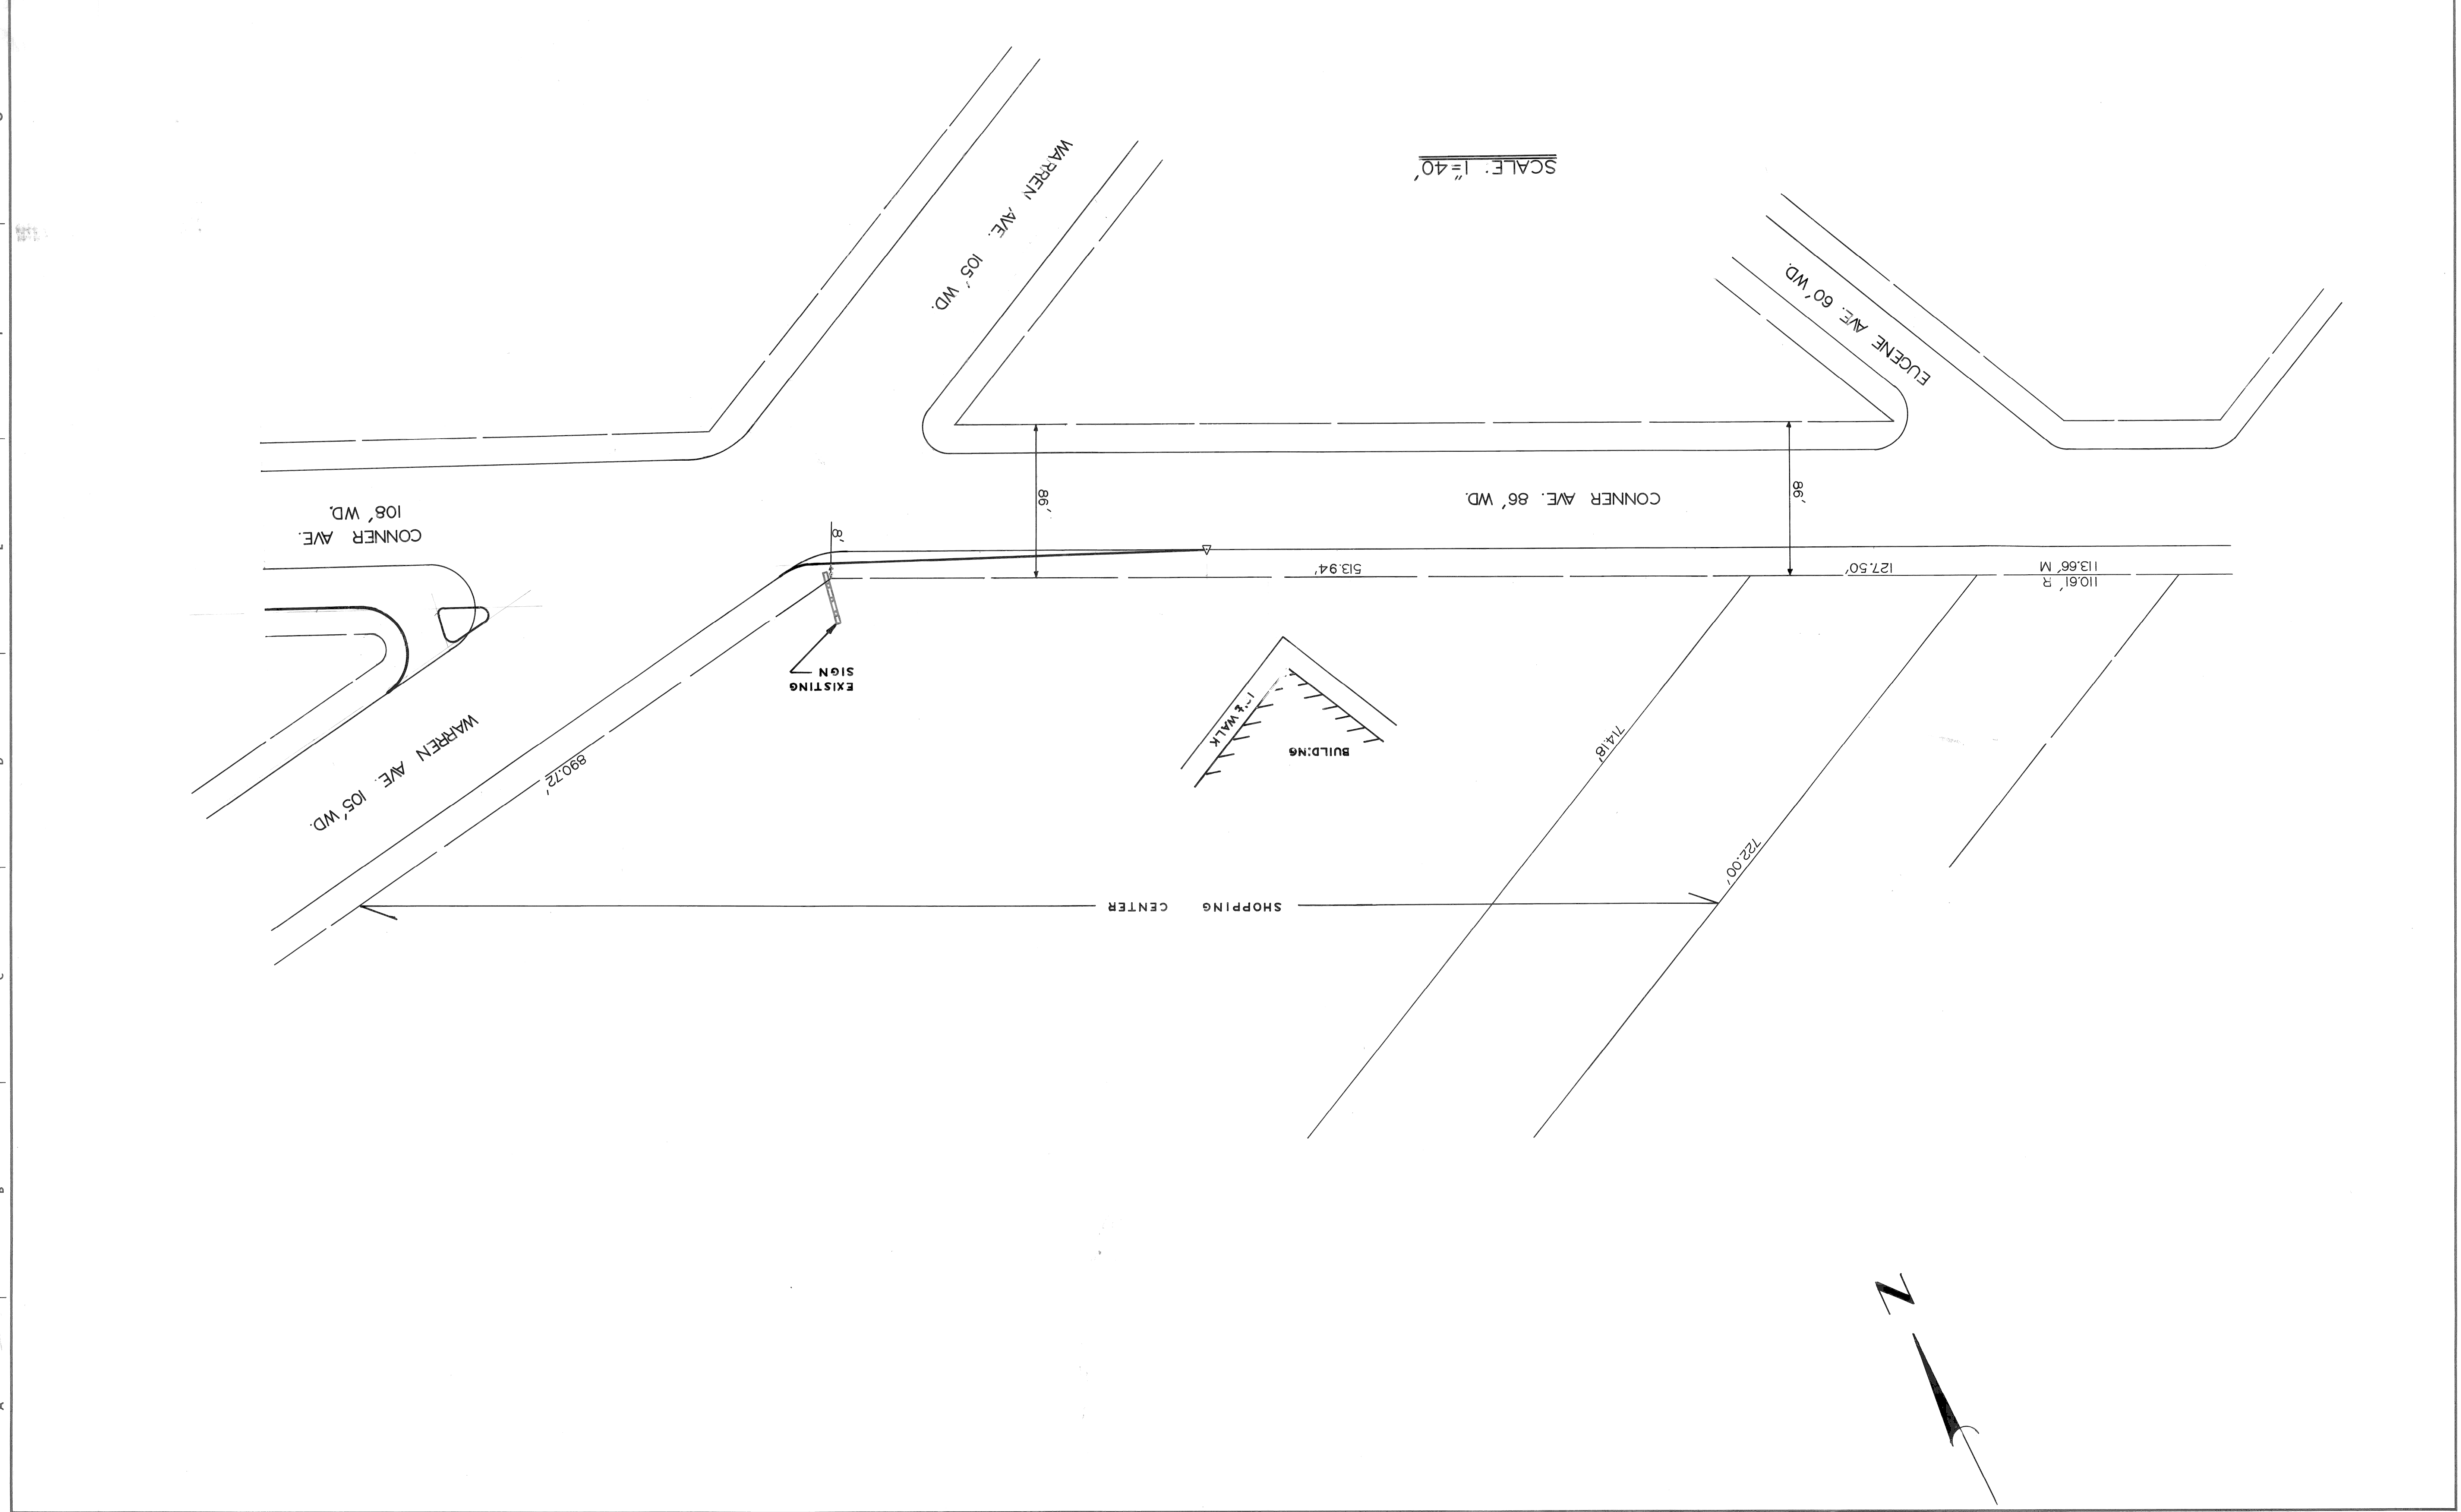 N
SHOPPING CENTER
722.00'
714.18'
890.72'
WARREN AVE. 105' WD.
BUILDING
WALK
EXISTING
SIGN
110.61' R
113.66' M
127.50'
513.94'
8'
CONNER AVE.
108' WD.
86'
CONNER AVE. 86' WD.
86'
EUGENE AVE. 60' WD.
WARREN AVE. 105' WD.
SCALE: 1"=40'